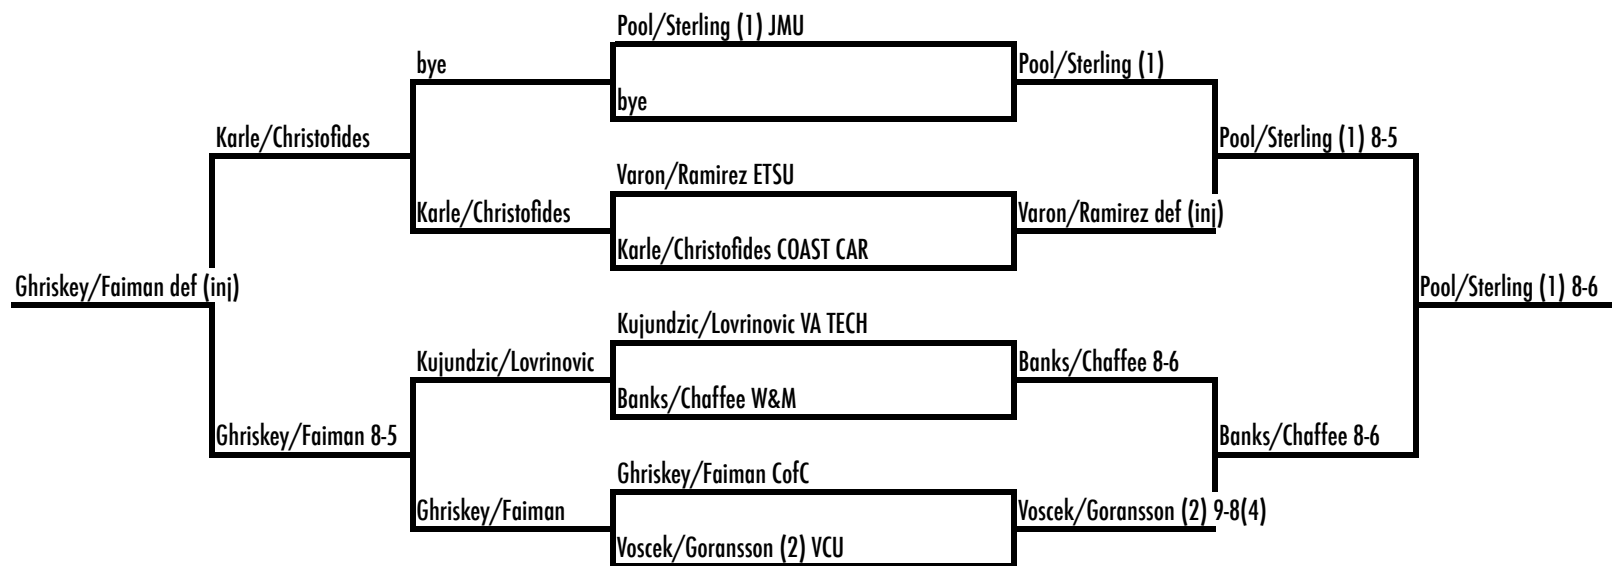 Pool/Sterling (1) JMU
bye
Pool/Sterling (1)
bye
Karle/Christofides
Pool/Sterling (1) 8-5
Varon/Ramirez ETSU
Karle/Christofides
Varon/Ramirez def (inj)
Karle/Christofides COAST CAR
Ghriskey/Faiman def (inj)
Pool/Sterling (1) 8-6
Kujundzic/Lovrinovic VA TECH
Kujundzic/Lovrinovic
Banks/Chaffee 8-6
Banks/Chaffee W&M
Ghriskey/Faiman 8-5
Banks/Chaffee 8-6
Ghriskey/Faiman CofC
Ghriskey/Faiman
Voscek/Goransson (2) 9-8(4)
Voscek/Goransson (2) VCU